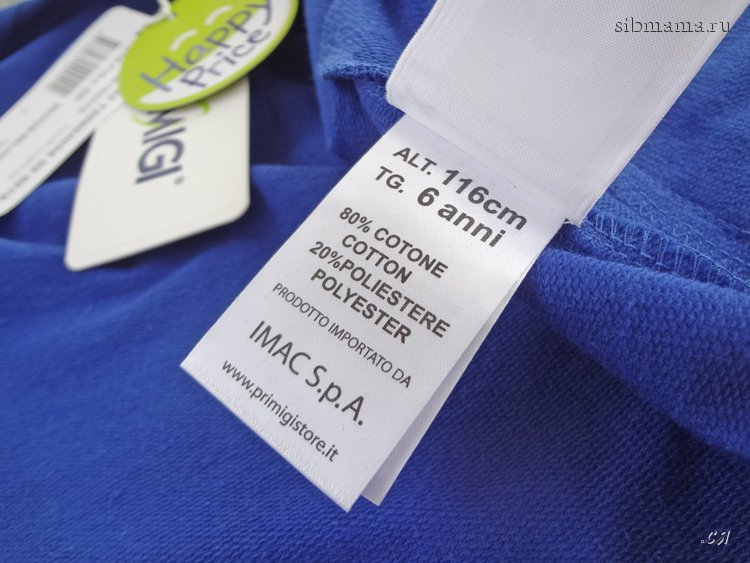 sibmama.ru
Happy
Price
MIGI®
ALT. 116cm
TG. 6 anni
80% COTONE
COTTON
20%POLIESTERE
POLYESTER
PRODOTTO IMPORTATO DA
IMAC S.p.A.
www.primigistore.it